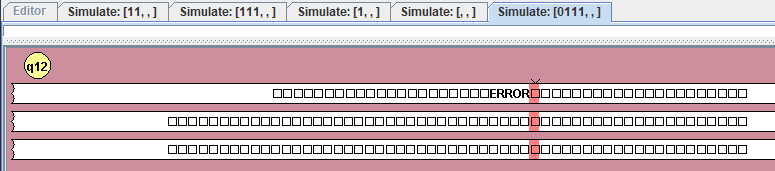 Editor Simulate: [11, , ] Simulate: [111, , ] Simulate: [1, , ] Simulate: [, , ] Simulate: [0111, , ]
q12
ERROR